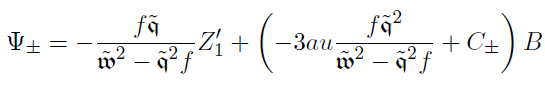 Ψ± = − f𝔮̃ / (𝔴̃² − 𝔮̃² f) Z′₁ + ( −3au f𝔮̃² / (𝔴̃² − 𝔮̃² f) + C± ) B